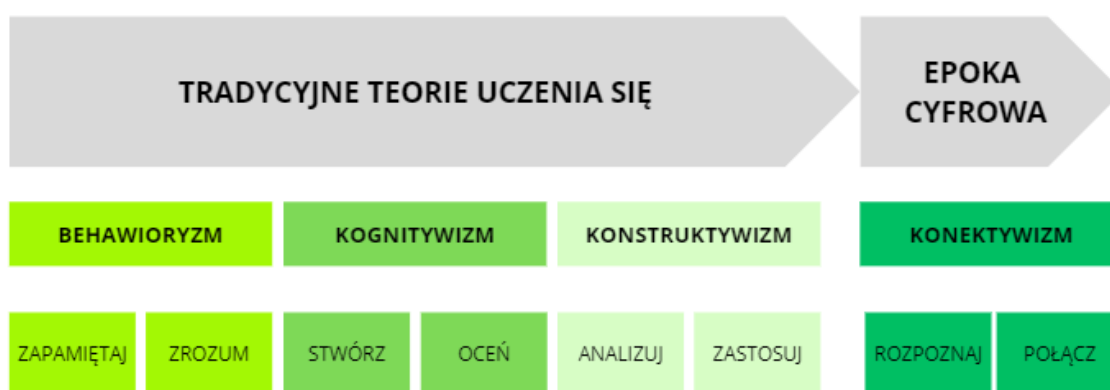 TRADYCYJNE TEORIE UCZENIA SIĘ
EPOKA
CYFROWA
BEHAWIORYZM
KOGNITYWIZM
KONSTRUKTYWIZM
KONEKTYWIZM
ZAPAMIĘTAJ
ZROZUM
STWÓRZ
OCEŃ
ANALIZUJ
ZASTOSUJ
ROZPOZNAJ
POŁĄCZ